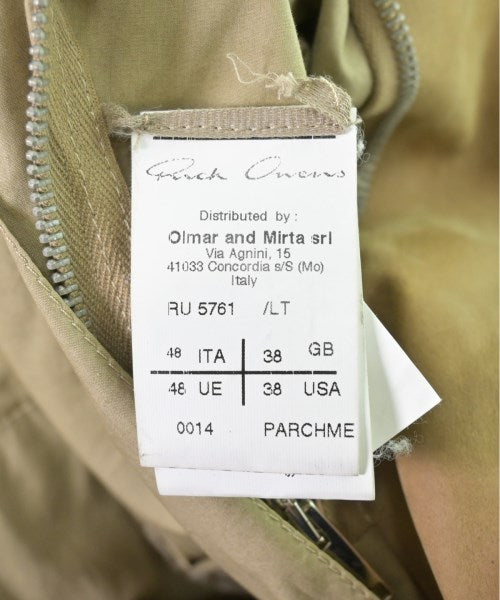 Rick Owens
Distributed by :
Olmar and Mirta srl
Via Agnini, 15
41033 Concordia s/S (Mo)
Italy
RU 5761 /LT
48 ITA 38 GB
48 UE 38 USA
0014 PARCHME